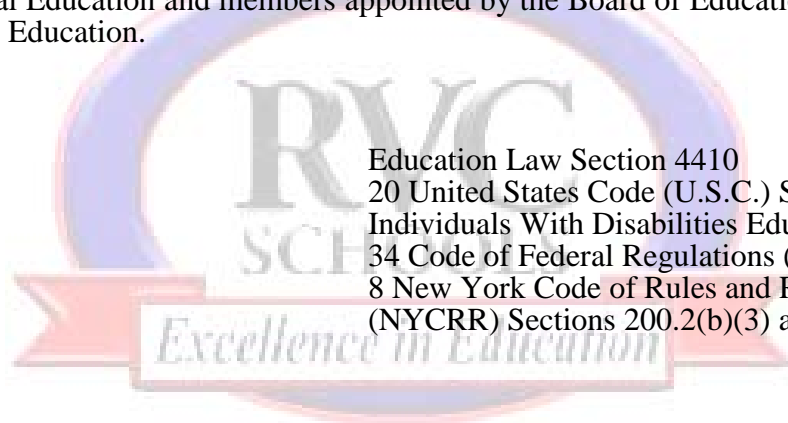 al Education and members appointed by the Board of Educatio
Education.
RVC
SCHOOLS
Education Law Section 4410
20 United States Code (U.S.C.) S
Individuals With Disabilities Edu
34 Code of Federal Regulations (
8 New York Code of Rules and R
(NYCRR) Sections 200.2(b)(3) a
Excellence in Education